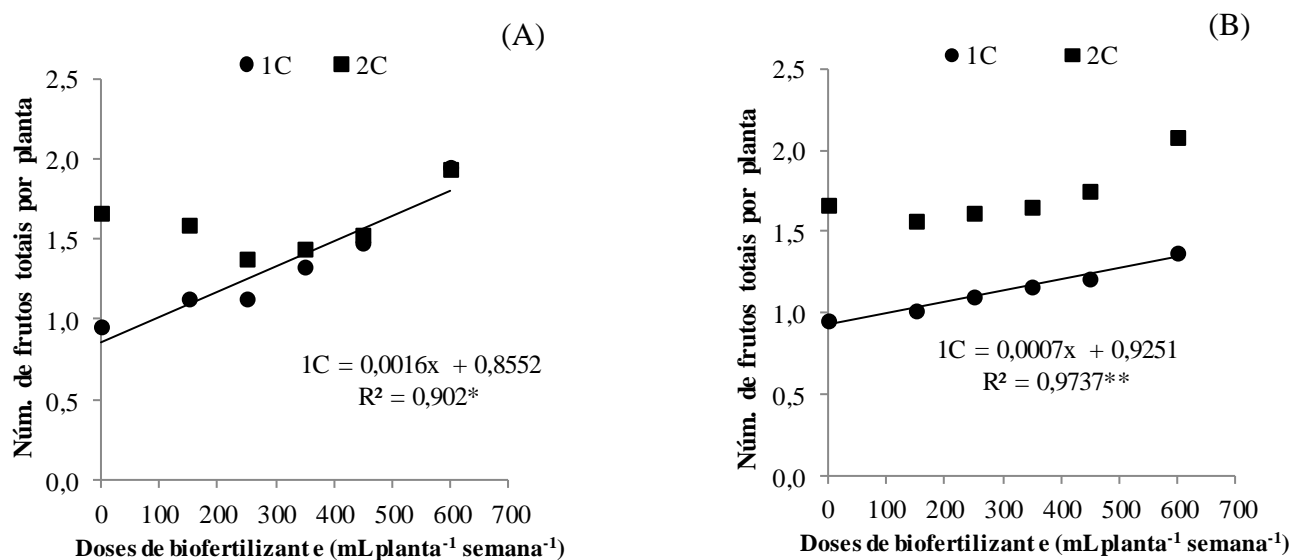 (A)
1C 2C
Núm. de frutos totais por planta
2,5
2,0
1,5
1,0
0,5
0,0
1C = 0,0016x + 0,8552
R² = 0,902*
0 100 200 300 400 500 600 700
Doses de biofertilizant e (mL planta⁻¹ semana⁻¹)
(B)
1C 2C
Núm. de frutos totais por planta
2,5
2,0
1,5
1,0
0,5
0,0
1C = 0,0007x + 0,9251
R² = 0,9737**
0 100 200 300 400 500 600 700
Doses de biofertilizant e (mL planta⁻¹ semana⁻¹)